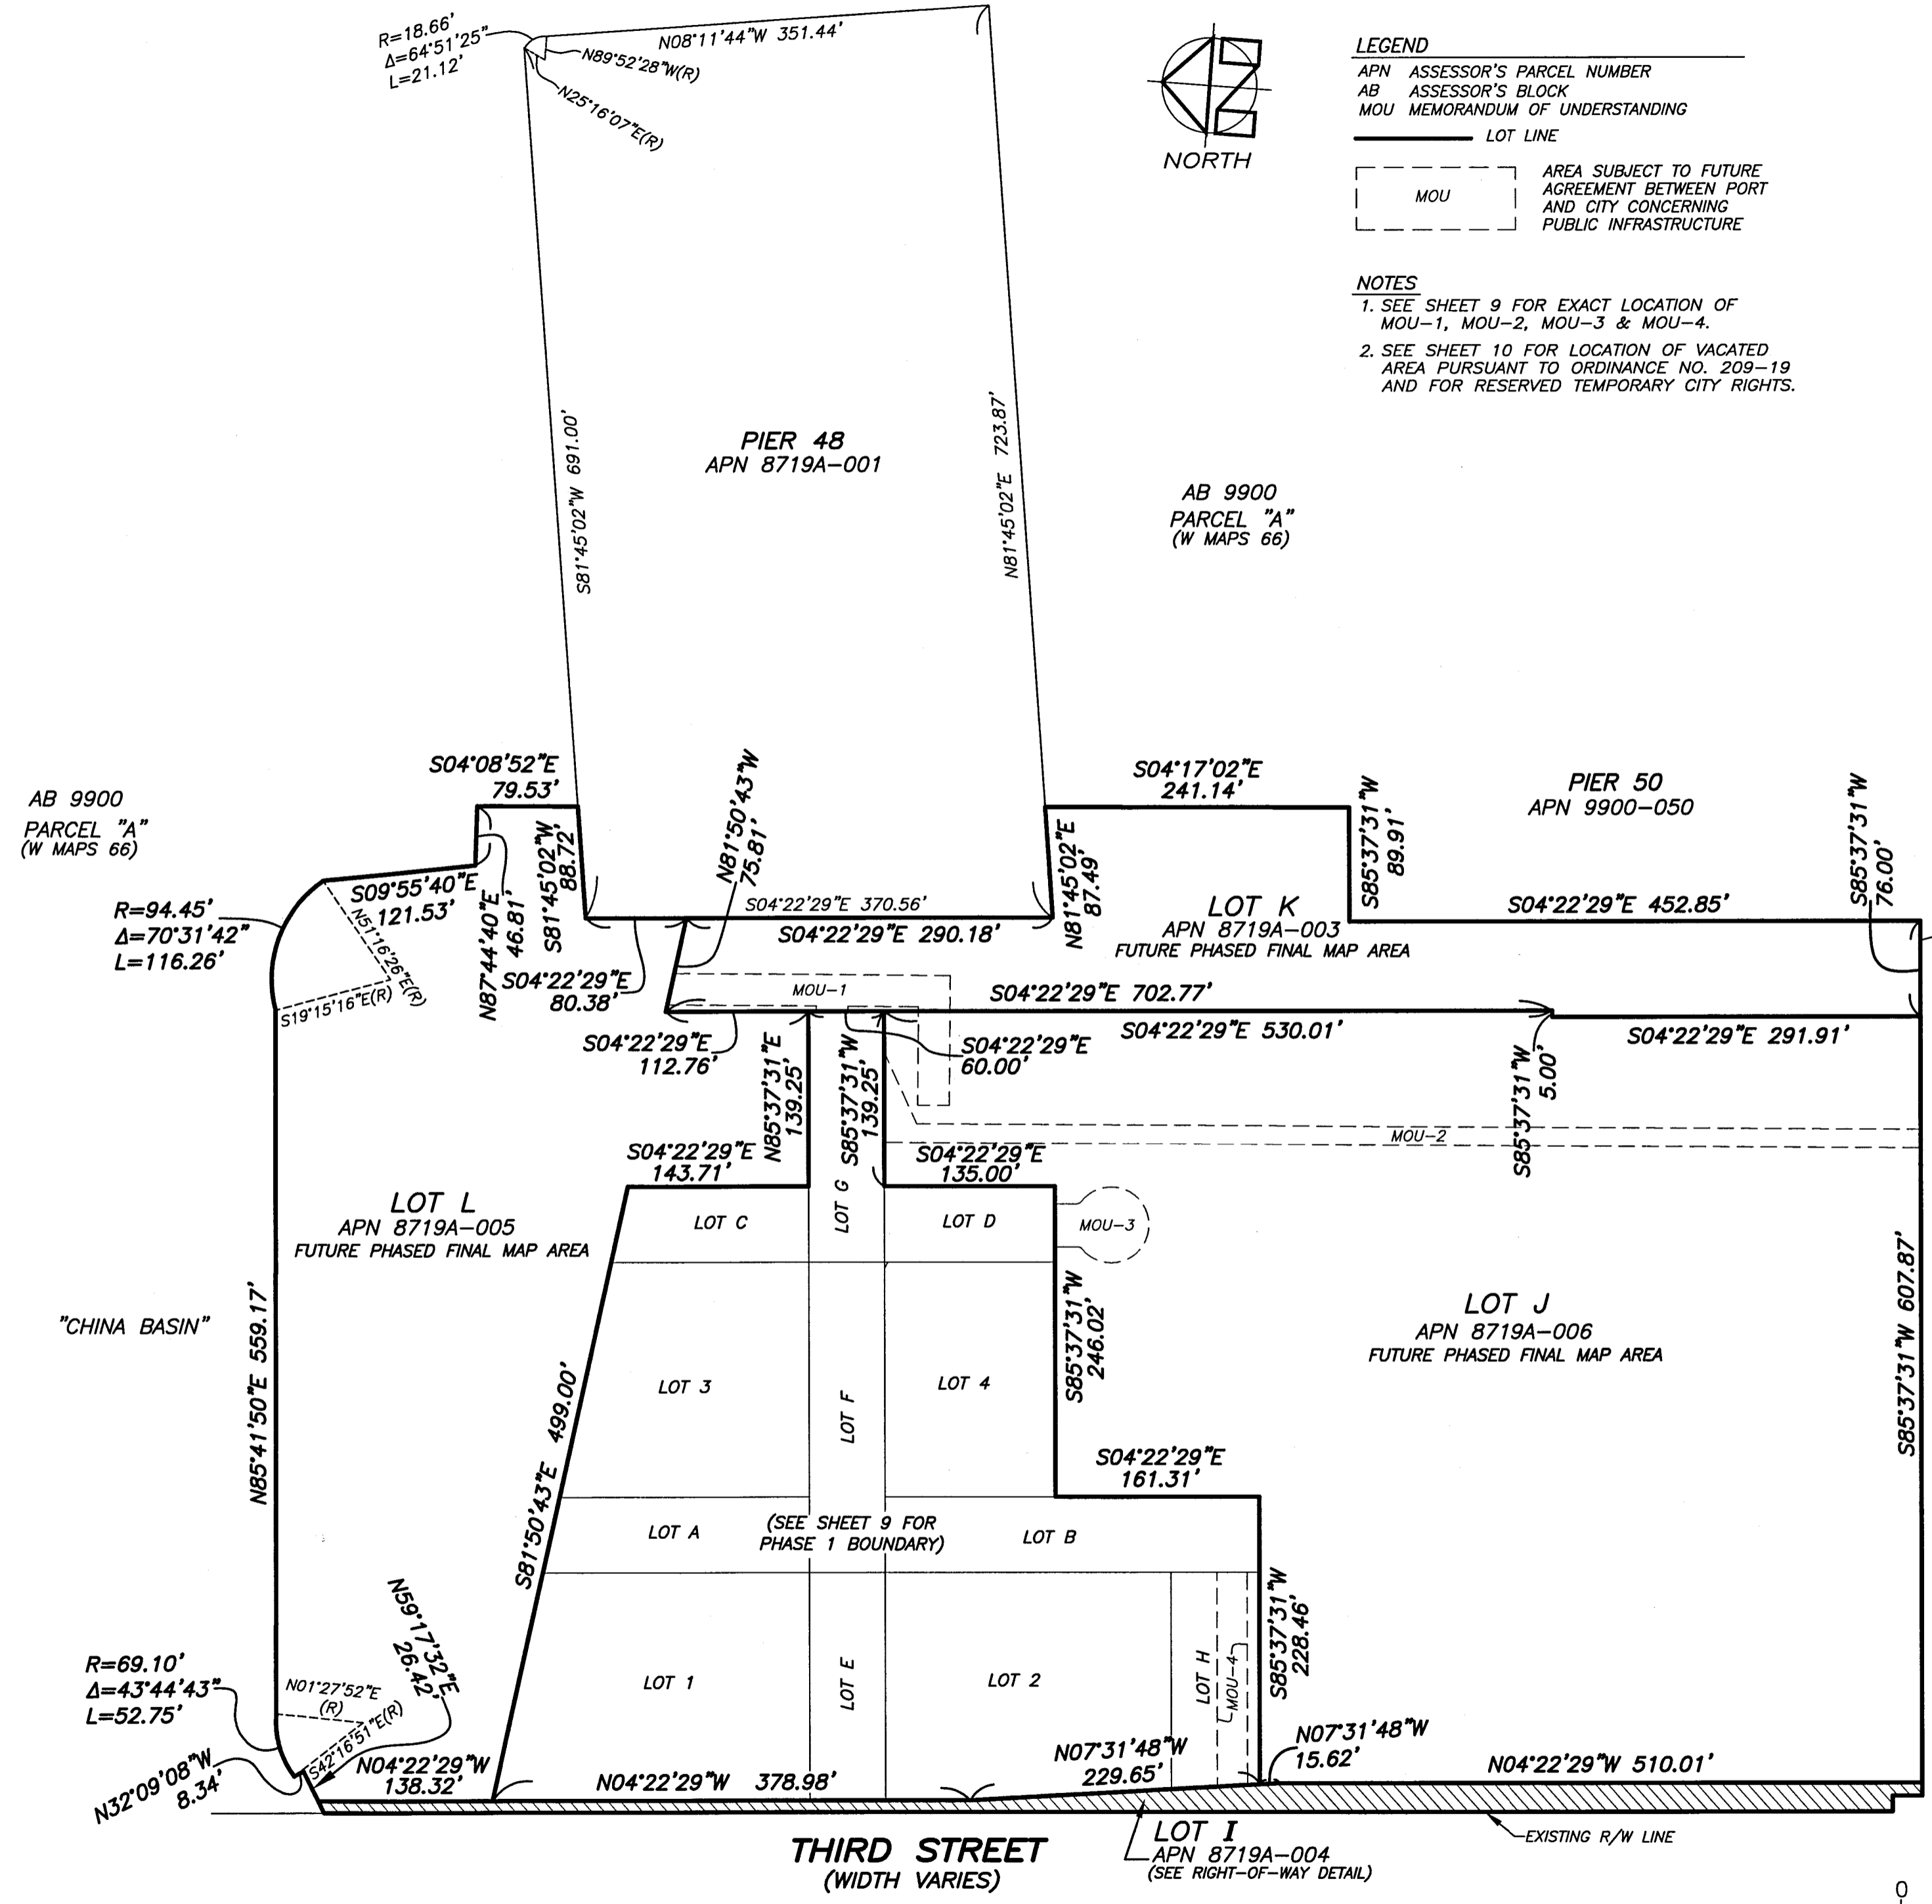 R=18.66'
Δ=64°51'25"
L=21.12'
N08°11'44"W 351.44'
N89°52'28"W(R)
N25°16'07"E(R)
NORTH
LEGEND
APN ASSESSOR'S PARCEL NUMBER
AB ASSESSOR'S BLOCK
MOU MEMORANDUM OF UNDERSTANDING
LOT LINE
MOU
AREA SUBJECT TO FUTURE
AGREEMENT BETWEEN PORT
AND CITY CONCERNING
PUBLIC INFRASTRUCTURE
NOTES
1. SEE SHEET 9 FOR EXACT LOCATION OF
MOU-1, MOU-2, MOU-3 & MOU-4.
2. SEE SHEET 10 FOR LOCATION OF VACATED
AREA PURSUANT TO ORDINANCE NO. 209-19
AND FOR RESERVED TEMPORARY CITY RIGHTS.
S81°45'02"W 691.00'
PIER 48
APN 8719A-001
N81°45'02"E 723.87'
AB 9900
PARCEL "A"
(W MAPS 66)
AB 9900
PARCEL "A"
(W MAPS 66)
S04°08'52"E
79.53'
N81°50'43"W
75.81'
S04°17'02"E
241.14'
S85°37'31"W
89.91'
PIER 50
APN 9900-050
S85°37'31"W
76.00'
R=94.45'
Δ=70°31'42"
L=116.26'
S09°55'40"E
121.53'
N51°16'26"E(R)
S19°15'16"E(R)
N87°44'40"E
46.81'
S81°45'02"W
88.72'
S04°22'29"E 370.56'
S04°22'29"E 290.18'
N81°45'02"E
87.49'
LOT K
APN 8719A-003
FUTURE PHASED FINAL MAP AREA
S04°22'29"E 452.85'
S04°22'29"E
80.38'
MOU-1
S04°22'29"E 702.77'
S04°22'29"E
112.76'
N85°37'31"E
139.25'
S85°37'31"W
139.25'
S04°22'29"E
60.00'
S04°22'29"E 530.01'
S85°37'31"W
5.00'
S04°22'29"E 291.91'
MOU-2
S04°22'29"E
143.71'
S04°22'29"E
135.00'
LOT L
APN 8719A-005
FUTURE PHASED FINAL MAP AREA
LOT C
LOT G
LOT D
MOU-3
"CHINA BASIN"
N85°41'50"E 559.17'
S81°50'43"E 499.00'
LOT 3
LOT F
LOT 4
S85°37'31"W
246.02'
LOT J
APN 8719A-006
FUTURE PHASED FINAL MAP AREA
S85°37'31"W 607.87'
S04°22'29"E
161.31'
LOT A
(SEE SHEET 9 FOR
PHASE 1 BOUNDARY)
LOT B
N59°17'32"E
26.42'
R=69.10'
Δ=43°44'43"
L=52.75'
N01°27'52"E
(R)
S42°16'51"E(R)
N32°09'08"W
8.34'
N04°22'29"W
138.32'
LOT 1
LOT E
LOT 2
LOT H
MOU-4
S85°37'31"W
228.46'
N04°22'29"W 378.98'
N07°31'48"W
229.65'
N07°31'48"W
15.62'
N04°22'29"W 510.01'
THIRD STREET
(WIDTH VARIES)
LOT I
APN 8719A-004
(SEE RIGHT-OF-WAY DETAIL)
EXISTING R/W LINE
0